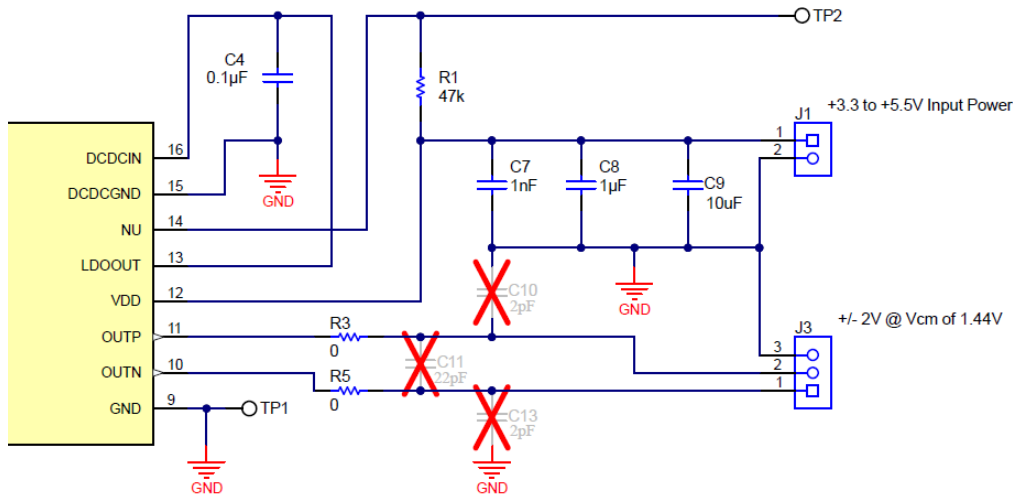 TP2
C4
0.1µF
R1
47k
+3.3 to +5.5V Input Power
J1
1
2
16
DCDCIN
15
DCDCGND
14
NU
13
LDOOUT
12
VDD
11
OUTP
10
OUTN
9
GND
GND
C7
1nF
C8
1µF
C9
10uF
GND
C10
2pF
+/- 2V @ Vcm of 1.44V
J3
3
2
1
R3
0
C11
22pF
R5
0
C13
2pF
TP1
GND
GND